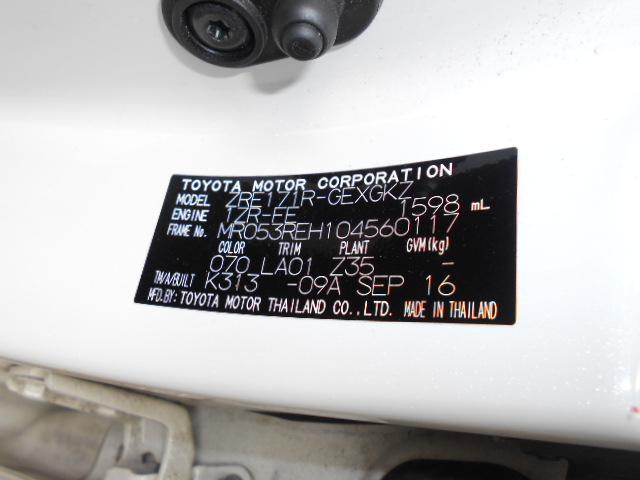 TOYOTA MOTOR CORPORATION
MODEL ZRE171R-GEXGKZ
ENGINE 1ZR-FE 1598 mL
FRAME No. MR053REH104560117
COLOR TRIM PLANT GVM(kg)
070 LA01 Z35 -
TM/A/BUILT K313 -09A SEP 16
MFD.BY: TOYOTA MOTOR THAILAND CO.,LTD. MADE IN THAILAND